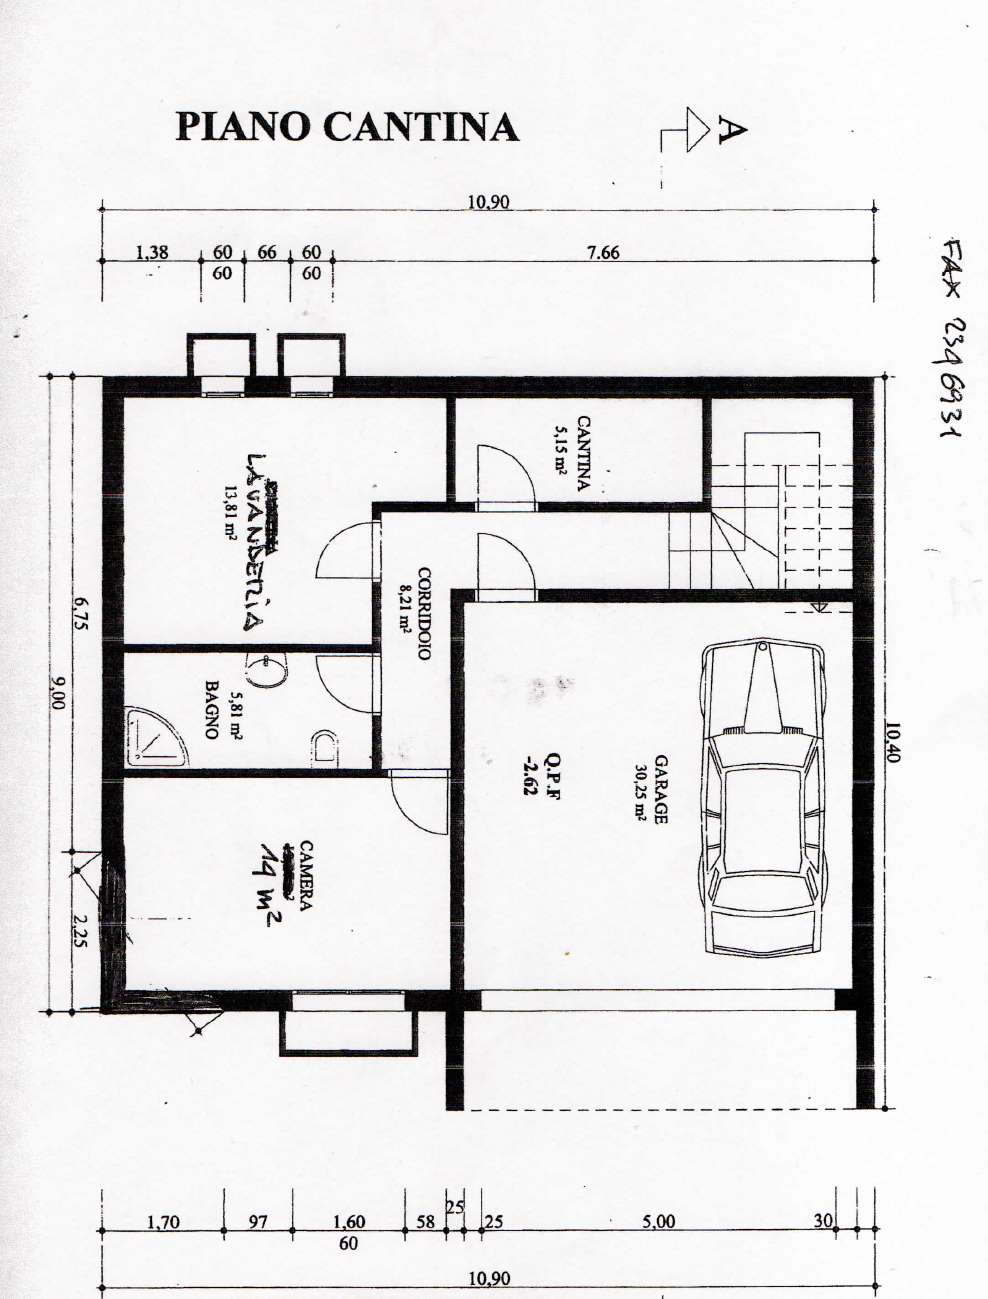 PIANO CANTINA
A
10,90
1,38
60
60
66
60
60
7.66
FAX 2346931
CANTINA
5,15 m²
LAVANDERIA
13,81 m²
CORRIDOIO
8,21 m²
6,75
9,00
5,81 m²
BAGNO
10,40
GARAGE
30,25 m²
Q.P.F
-2.62
CAMERA
14 m²
2,25
1,70
97
1,60
60
58
25
25
5,00
30
10,90